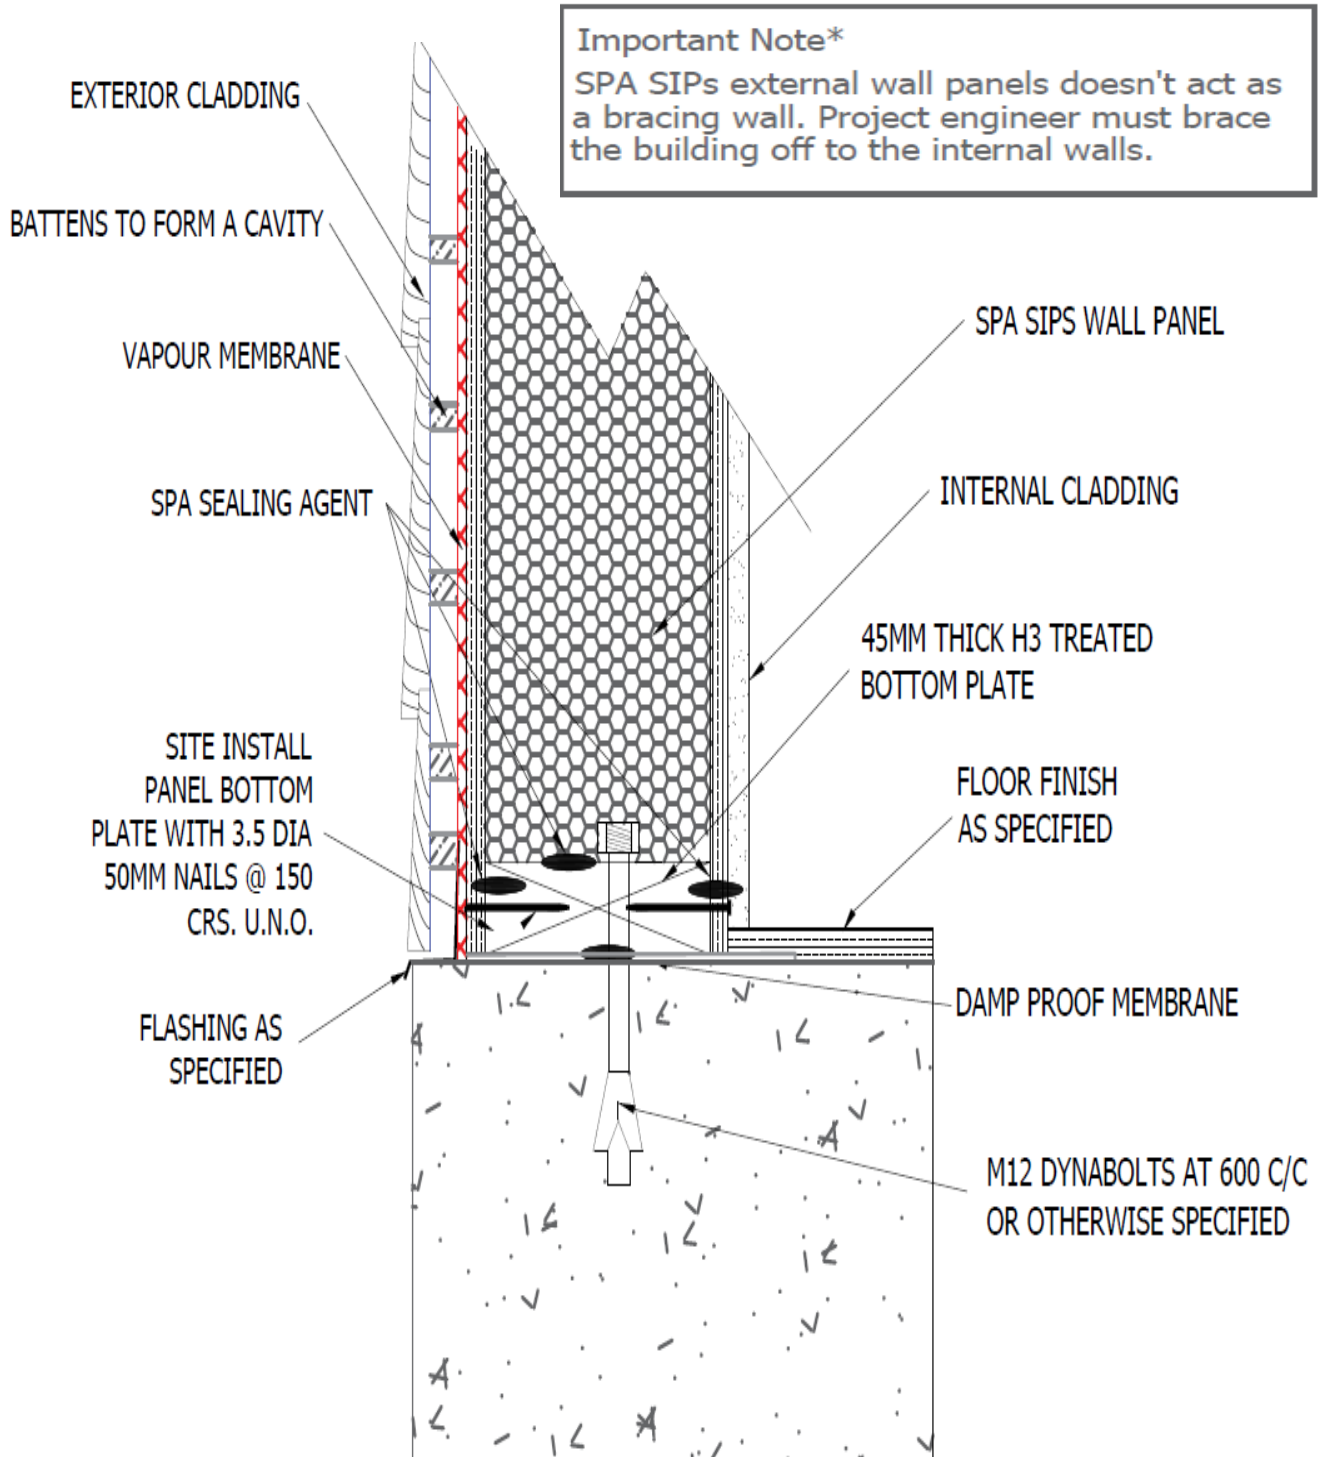 Important Note*
SPA SIPs external wall panels doesn't act as
a bracing wall. Project engineer must brace
the building off to the internal walls.
EXTERIOR CLADDING
BATTENS TO FORM A CAVITY
VAPOUR MEMBRANE
SPA SEALING AGENT
SITE INSTALL
PANEL BOTTOM
PLATE WITH 3.5 DIA
50MM NAILS @ 150
CRS. U.N.O.
FLASHING AS
SPECIFIED
SPA SIPS WALL PANEL
INTERNAL CLADDING
45MM THICK H3 TREATED
BOTTOM PLATE
FLOOR FINISH
AS SPECIFIED
DAMP PROOF MEMBRANE
M12 DYNABOLTS AT 600 C/C
OR OTHERWISE SPECIFIED